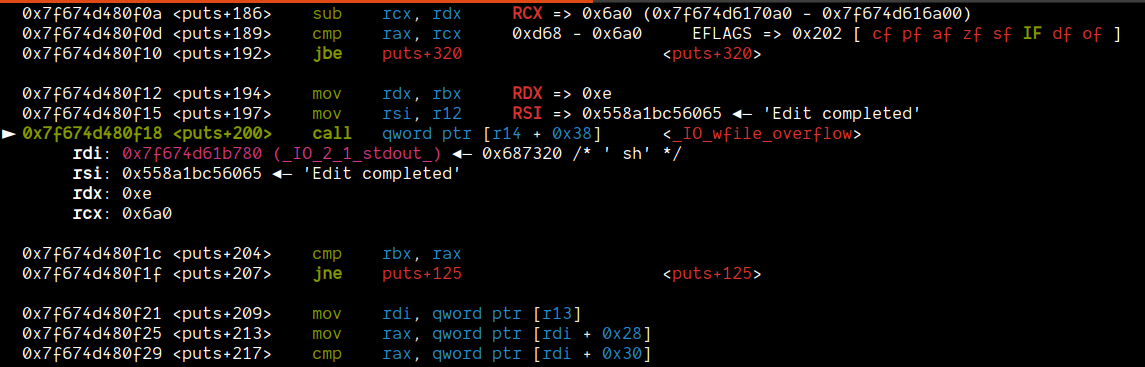 0x7f674d480f0a <puts+186> sub rcx, rdx RCX => 0x6a0 (0x7f674d6170a0 - 0x7f674d616a00)
0x7f674d480f0d <puts+189> cmp rax, rcx 0xd68 - 0x6a0 EFLAGS => 0x202 [ cf pf af zf sf IF df of ]
0x7f674d480f10 <puts+192> jbe puts+320 <puts+320>
0x7f674d480f12 <puts+194> mov rdx, rbx RDX => 0xe
0x7f674d480f15 <puts+197> mov rsi, r12 RSI => 0x558a1bc56065 ◂— 'Edit completed'
► 0x7f674d480f18 <puts+200> call qword ptr [r14 + 0x38] <_IO_wfile_overflow>
rdi: 0x7f674d61b780 (_IO_2_1_stdout_) ◂— 0x687320 /* ' sh' */
rsi: 0x558a1bc56065 ◂— 'Edit completed'
rdx: 0xe
rcx: 0x6a0
0x7f674d480f1c <puts+204> cmp rbx, rax
0x7f674d480f1f <puts+207> jne puts+125 <puts+125>
0x7f674d480f21 <puts+209> mov rdi, qword ptr [r13]
0x7f674d480f25 <puts+213> mov rax, qword ptr [rdi + 0x28]
0x7f674d480f29 <puts+217> cmp rax, qword ptr [rdi + 0x30]